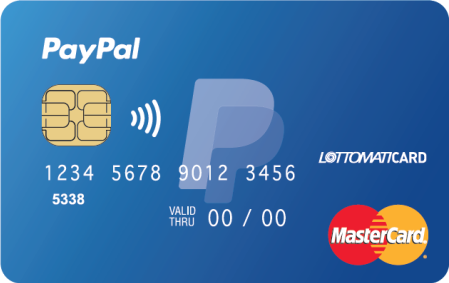 PayPal
LOTTOMATICARD
1234 5678 9012 3456
5338
VALID
THRU 00 / 00
MasterCard